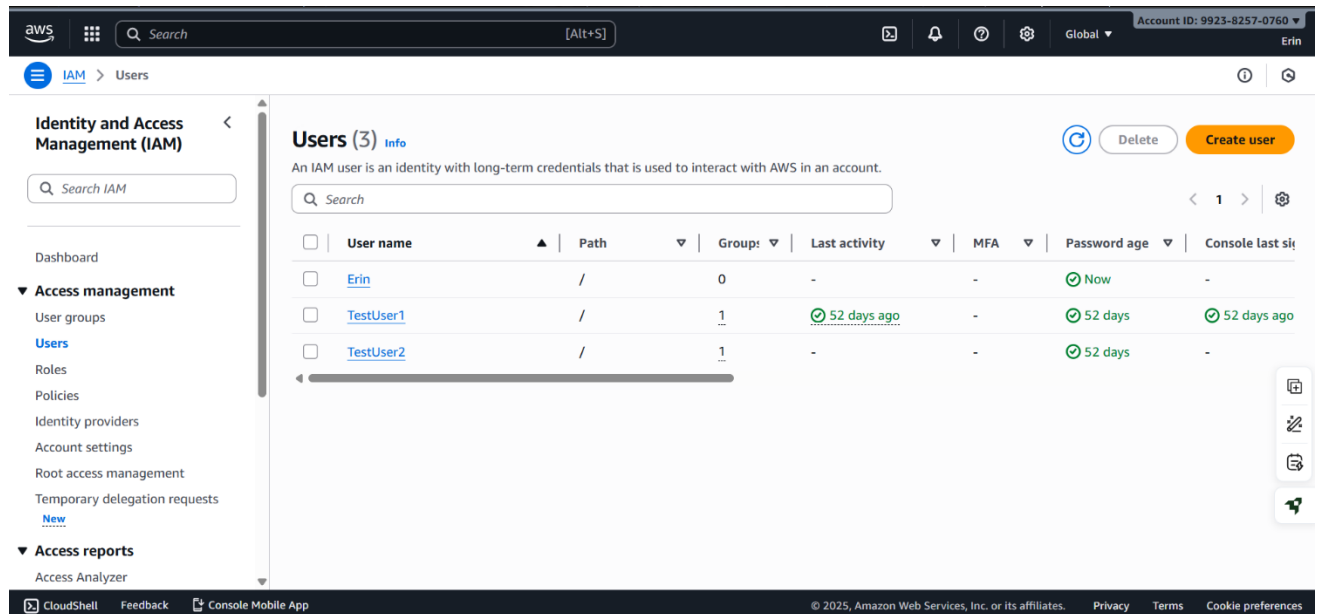 aws Search [Alt+S] Global ▼ Account ID: 9923-8257-0760 ▼
Erin
IAM > Users
Identity and Access
Management (IAM)
Search IAM
Dashboard
▼ Access management
User groups
Users
Roles
Policies
Identity providers
Account settings
Root access management
Temporary delegation requests
New
▼ Access reports
Access Analyzer
Users (3) Info
Delete
Create user
An IAM user is an identity with long-term credentials that is used to interact with AWS in an account.
Search
< 1 >
User name Path Group Last activity MFA Password age Console last
Erin / 0 - - Now -
TestUser1 / 1 52 days ago - 52 days 52 days ago
TestUser2 / 1 - - 52 days -
CloudShell Feedback Console Mobile App © 2025, Amazon Web Services, Inc. or its affiliates. Privacy Terms Cookie preferences